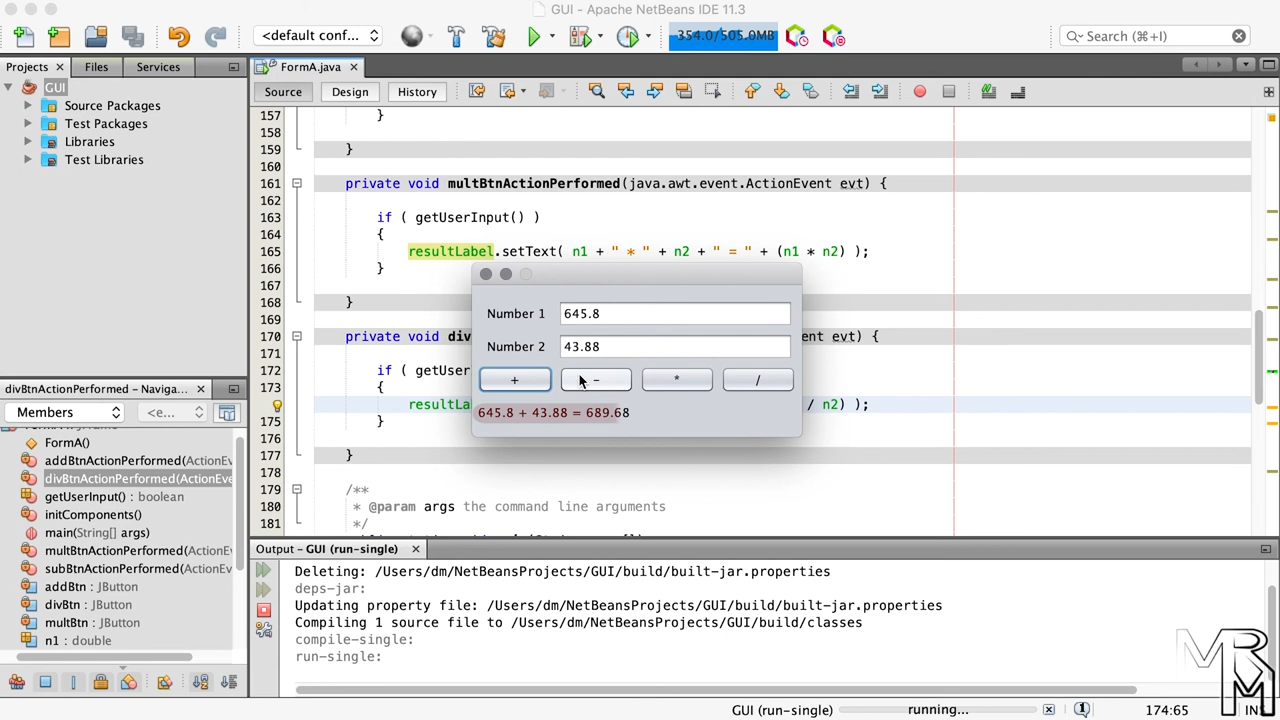 GUI - Apache NetBeans IDE 11.3
<default conf...
354.0/505.0MB
Search (⌘+I)
Projects
Files
Services
FormA.java
GUI
Source Packages
Test Packages
Libraries
Test Libraries
Source
Design
History
157 }
158
159 }
160
161 private void multBtnActionPerformed(java.awt.event.ActionEvent evt) {
162
163 if ( getUserInput() )
164 {
165 resultLabel.setText( n1 + " * " + n2 + " = " + (n1 * n2) );
166 }
167
168 }
169
170 private void div
ent evt) {
171
172 if ( getUse
173 {
174 resultLa
/ n2) );
175 }
176
177 }
178
179 /**
180 * @param args the command line arguments
181 */
Number 1 645.8
Number 2 43.88
+ - * /
645.8 + 43.88 = 689.68
divBtnActionPerformed - Naviga...
Members
<e...
FormA()
addBtnActionPerformed(ActionEv
divBtnActionPerformed(ActionEve
getUserInput() : boolean
initComponents()
main(String[] args)
multBtnActionPerformed(ActionE
subBtnActionPerformed(ActionEv
addBtn : JButton
divBtn : JButton
multBtn : JButton
n1 : double
Output - GUI (run-single)
Deleting: /Users/dm/NetBeansProjects/GUI/build/built-jar.properties
deps-jar:
Updating property file: /Users/dm/NetBeansProjects/GUI/build/built-jar.properties
Compiling 1 source file to /Users/dm/NetBeansProjects/GUI/build/classes
compile-single:
run-single:
GUI (run-single)
running...
1
174:65